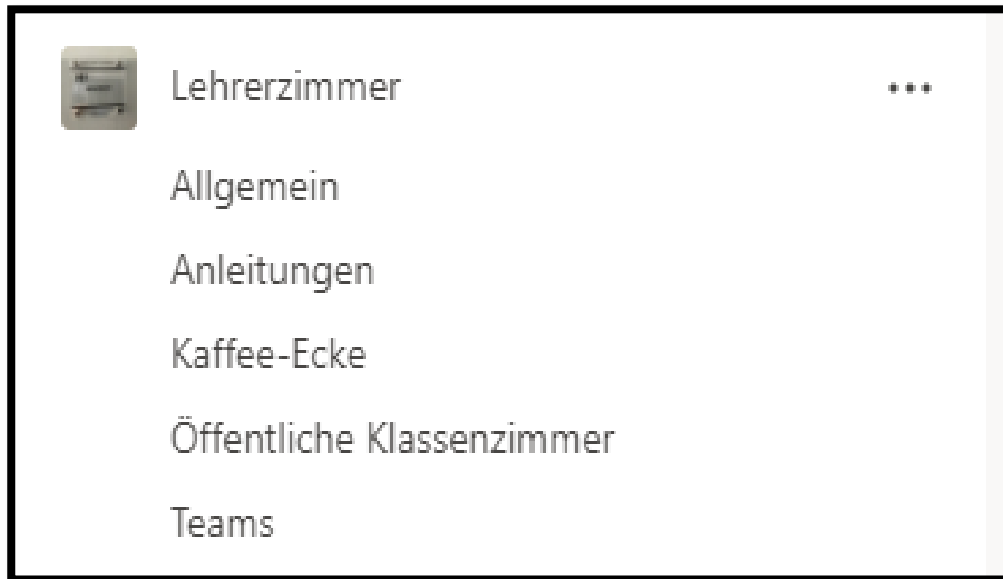 Lehrerzimmer
Allgemein
Anleitungen
Kaffee-Ecke
Öffentliche Klassenzimmer
Teams